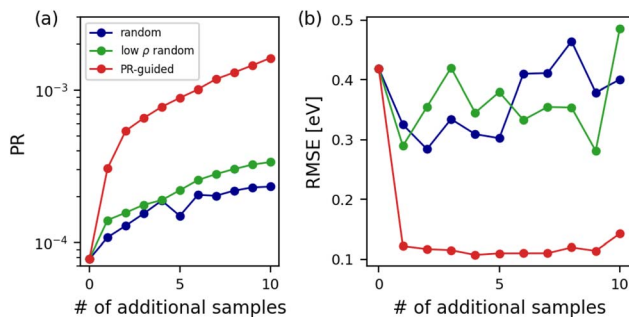 (a)
random
low ρ random
PR-guided
10⁻³
10⁻⁴
PR
0
5
10
# of additional samples
(b)
0.5
0.4
0.3
0.2
0.1
RMSE [eV]
0
5
10
# of additional samples